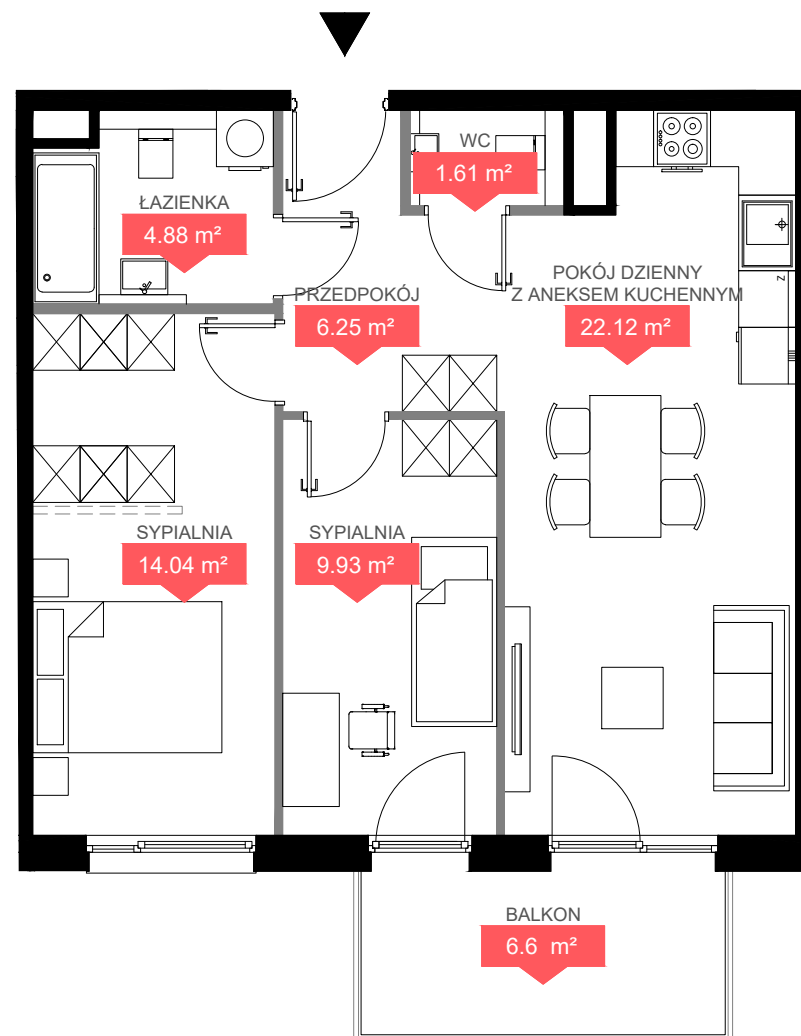 WC
1.61 m²
ŁAZIENKA
4.88 m²
PRZEDPOKÓJ
6.25 m²
POKÓJ DZIENNY
Z ANEKSEM KUCHENNYM
22.12 m²
Z
SYPIALNIA
14.04 m²
SYPIALNIA
9.93 m²
BALKON
6.6 m²